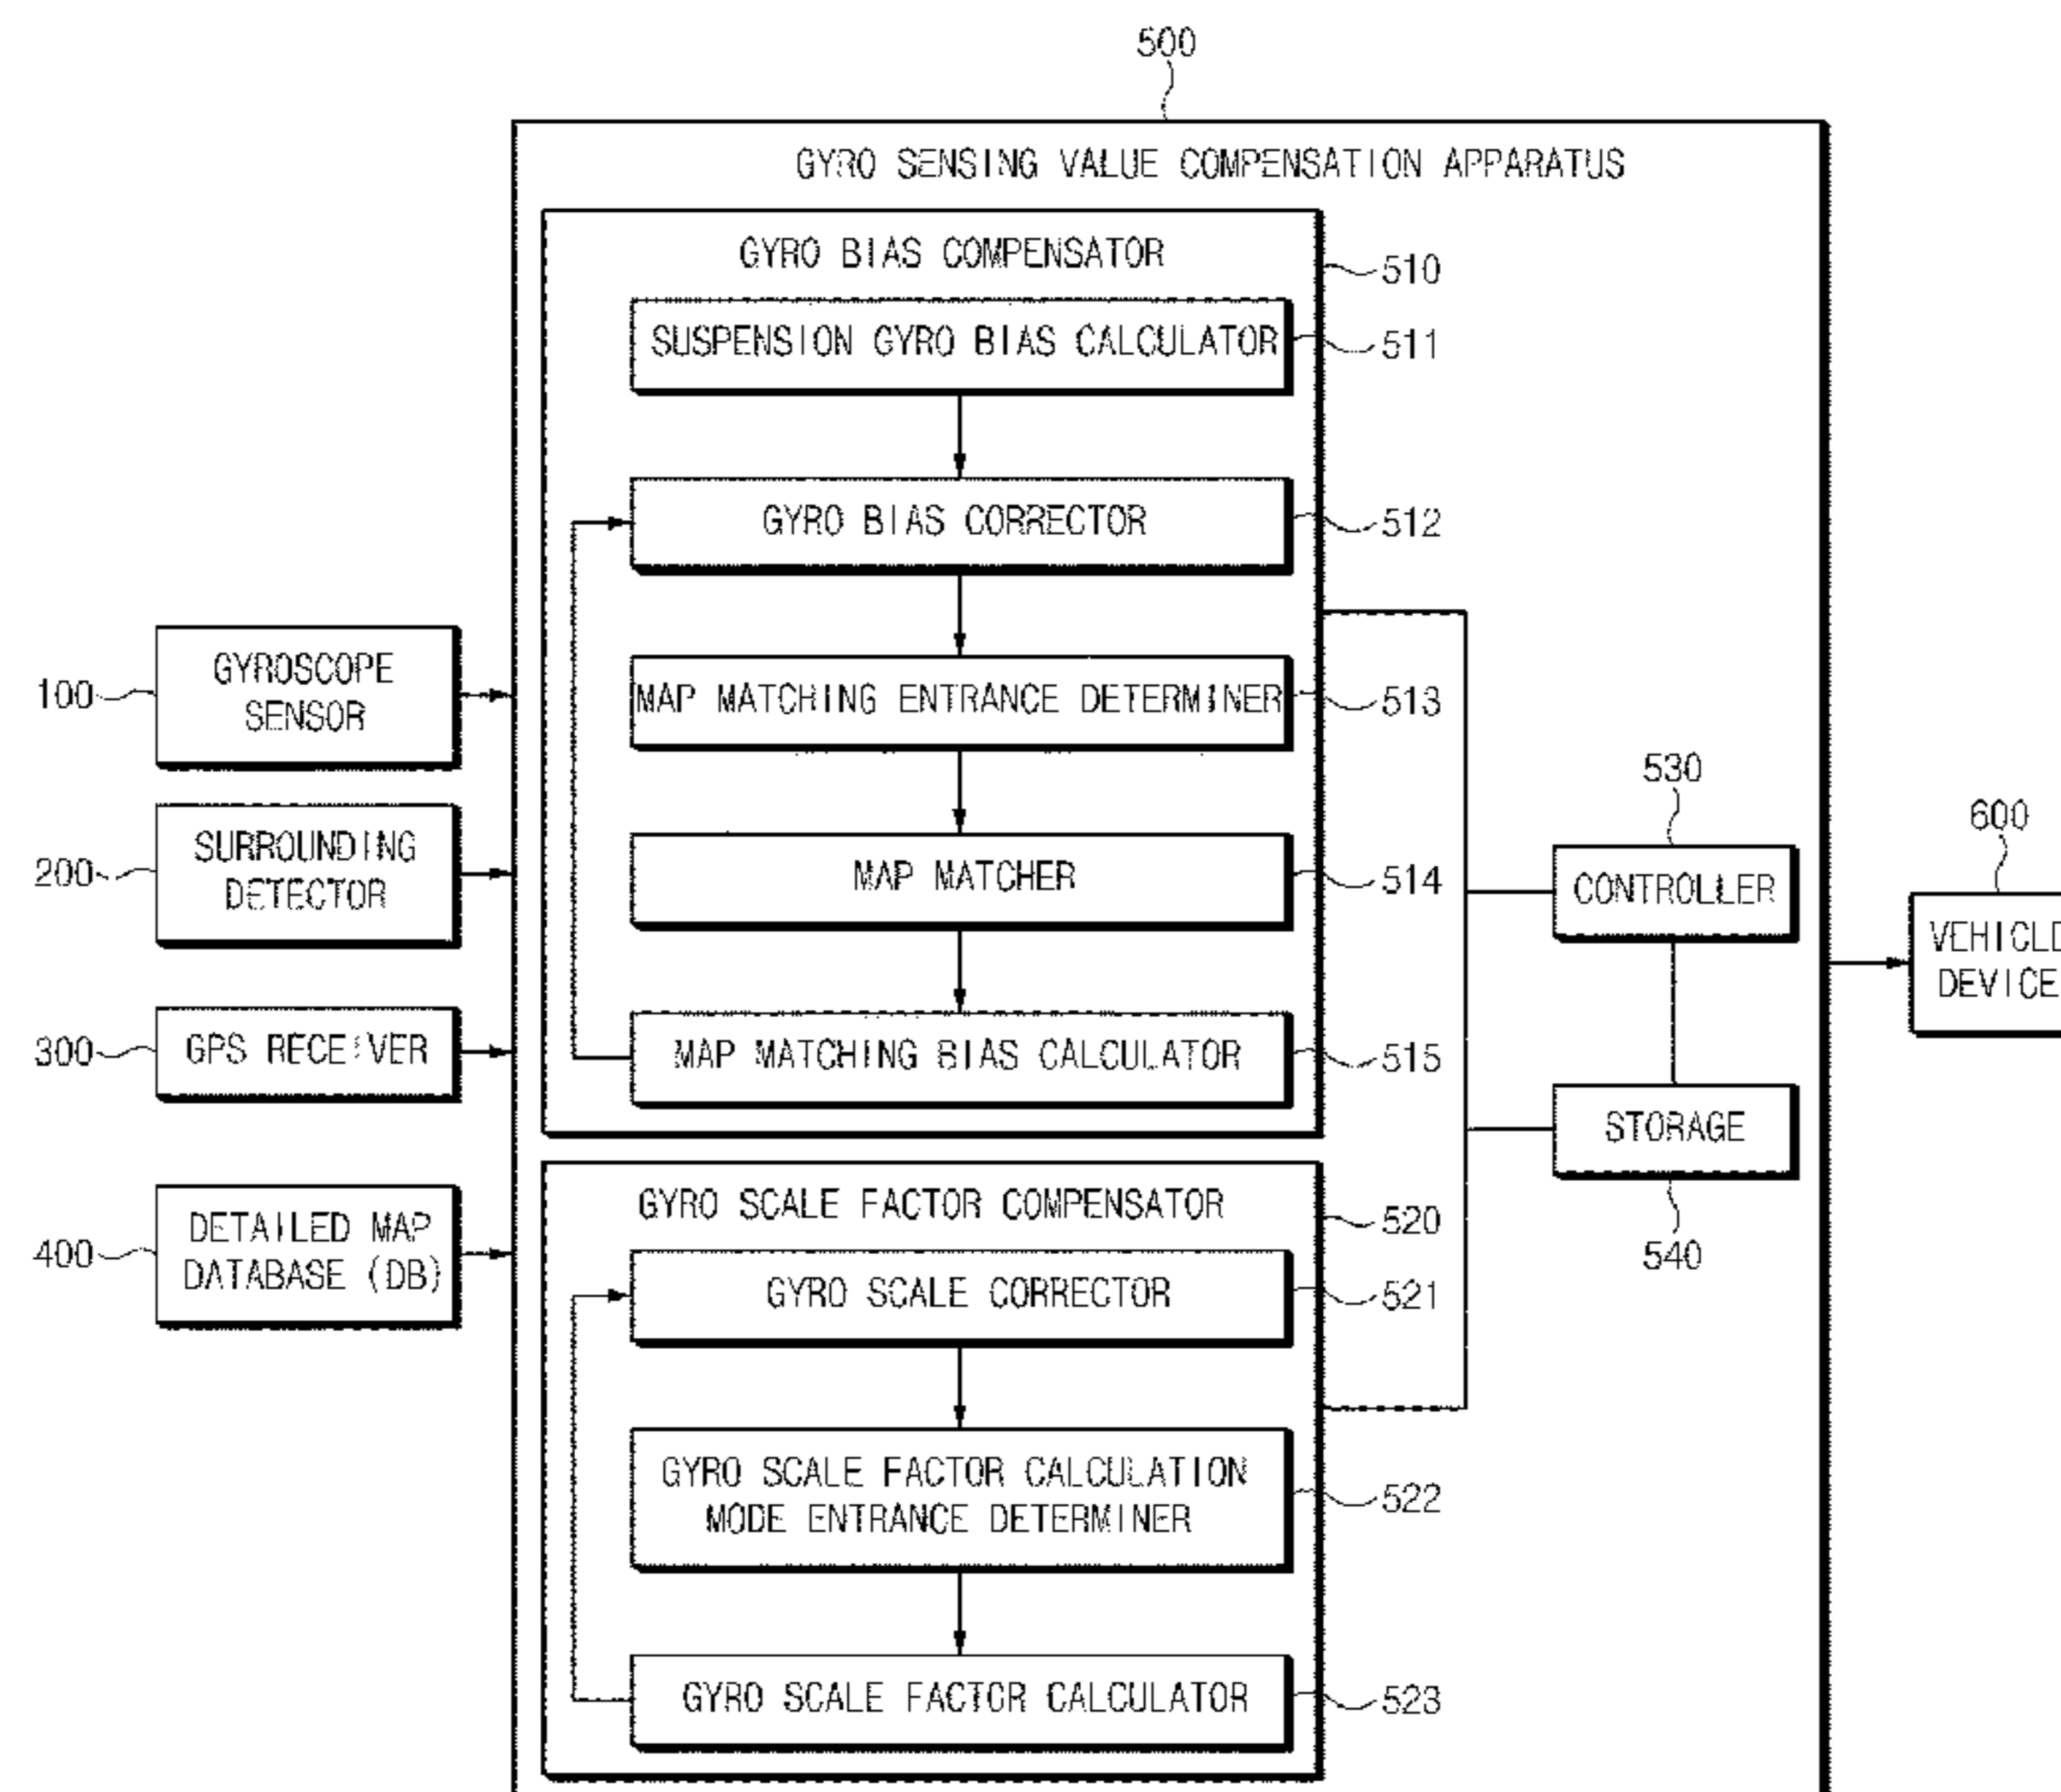 500
GYRO SENSING VALUE COMPENSATION APPARATUS
GYRO BIAS COMPENSATOR
510
SUSPENSION GYRO BIAS CALCULATOR
511
GYRO BIAS CORRECTOR
512
MAP MATCHING ENTRANCE DETERMINER
513
MAP MATCHER
514
MAP MATCHING BIAS CALCULATOR
515
100
GYROSCOPE
SENSOR
200
SURROUNDING
DETECTOR
300
GPS RECEIVER
400
DETAILED MAP
DATABASE (DB)
530
CONTROLLER
STORAGE
540
600
VEHICLE
DEVICE
GYRO SCALE FACTOR COMPENSATOR
520
GYRO SCALE CORRECTOR
521
GYRO SCALE FACTOR CALCULATION
MODE ENTRANCE DETERMINER
522
GYRO SCALE FACTOR CALCULATOR
523